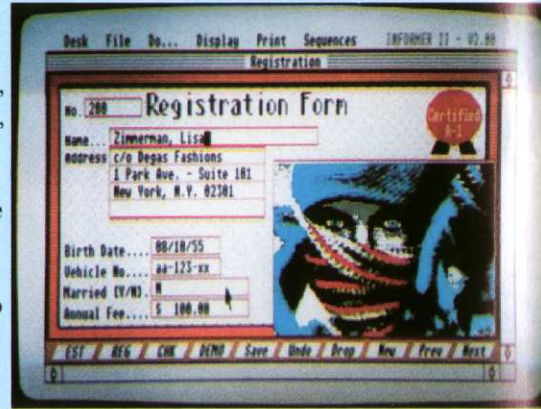 Desk File Do... Display Print Sequences INFORMER II - V2.00
Registration
No. 200 Registration Form
Certified
A-1
Name... Zimmerman, Lisa
Address c/o Degas Fashions
1 Park Ave. - Suite 101
New York, N.Y. 02301
Birth Date.... 08/10/55
Vehicle No.... aa-123-xx
Married (Y/N). N
Annual Fee.... $ 100.00
EST / REG / CHK / DEMO / Save / Undo / Drop / New / Prev / Next